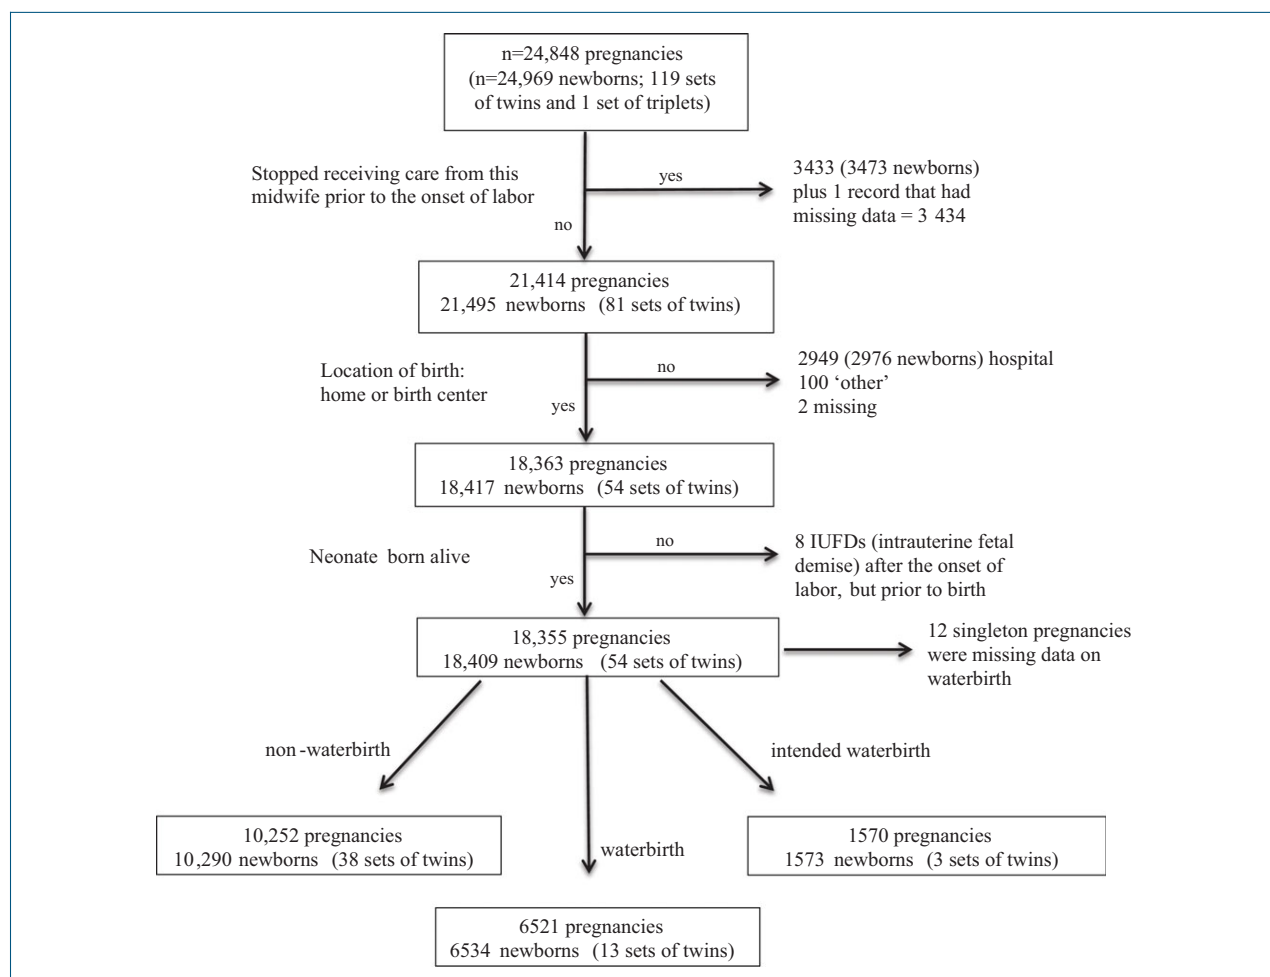 n=24,848 pregnancies
(n=24,969 newborns; 119 sets
of twins and 1 set of triplets)
Stopped receiving care from this
midwife prior to the onset of labor
yes
3433 (3473 newborns)
plus 1 record that had
missing data = 3 434
no
21,414 pregnancies
21,495 newborns (81 sets of twins)
Location of birth:
home or birth center
no
2949 (2976 newborns) hospital
100 ‘other’
2 missing
yes
18,363 pregnancies
18,417 newborns (54 sets of twins)
Neonate born alive
no
8 IUFDs (intrauterine fetal
demise) after the onset of
labor, but prior to birth
yes
18,355 pregnancies
18,409 newborns (54 sets of twins)
12 singleton pregnancies
were missing data on
waterbirth
non-waterbirth
intended waterbirth
10,252 pregnancies
10,290 newborns (38 sets of twins)
waterbirth
1570 pregnancies
1573 newborns (3 sets of twins)
6521 pregnancies
6534 newborns (13 sets of twins)